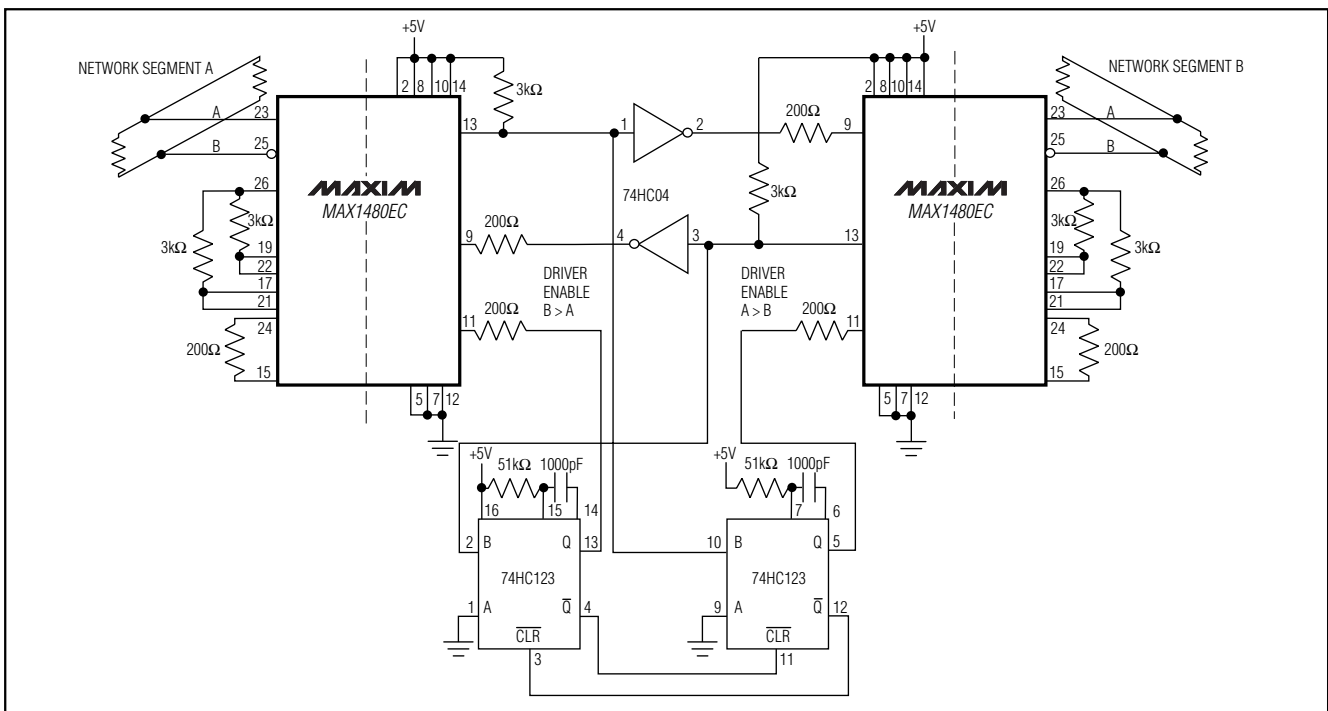 +5V
+5V
NETWORK SEGMENT A
NETWORK SEGMENT B
2 8 10 14
3kΩ
2 8 10 14
A 23
13
1 2
200Ω
9
23 A
B 25
25 B
26
MAXIM
MAX1480EC
74HC04
3kΩ
MAXIM
MAX1480EC
26
3kΩ
3kΩ
19
22
17
21
9
200Ω
4 3
13
3kΩ
3kΩ
19
22
17
21
DRIVER
ENABLE
B > A
DRIVER
ENABLE
A > B
24
200Ω
15
11
200Ω
200Ω
11
24
200Ω
15
5 7 12
5 7 12
+5V
51kΩ
1000pF
+5V
51kΩ
1000pF
16 15 14
7 6
2 B Q 13
10 B Q 5
74HC123
74HC123
1 A Q 4
9 A Q 12
CLR
CLR
3
11